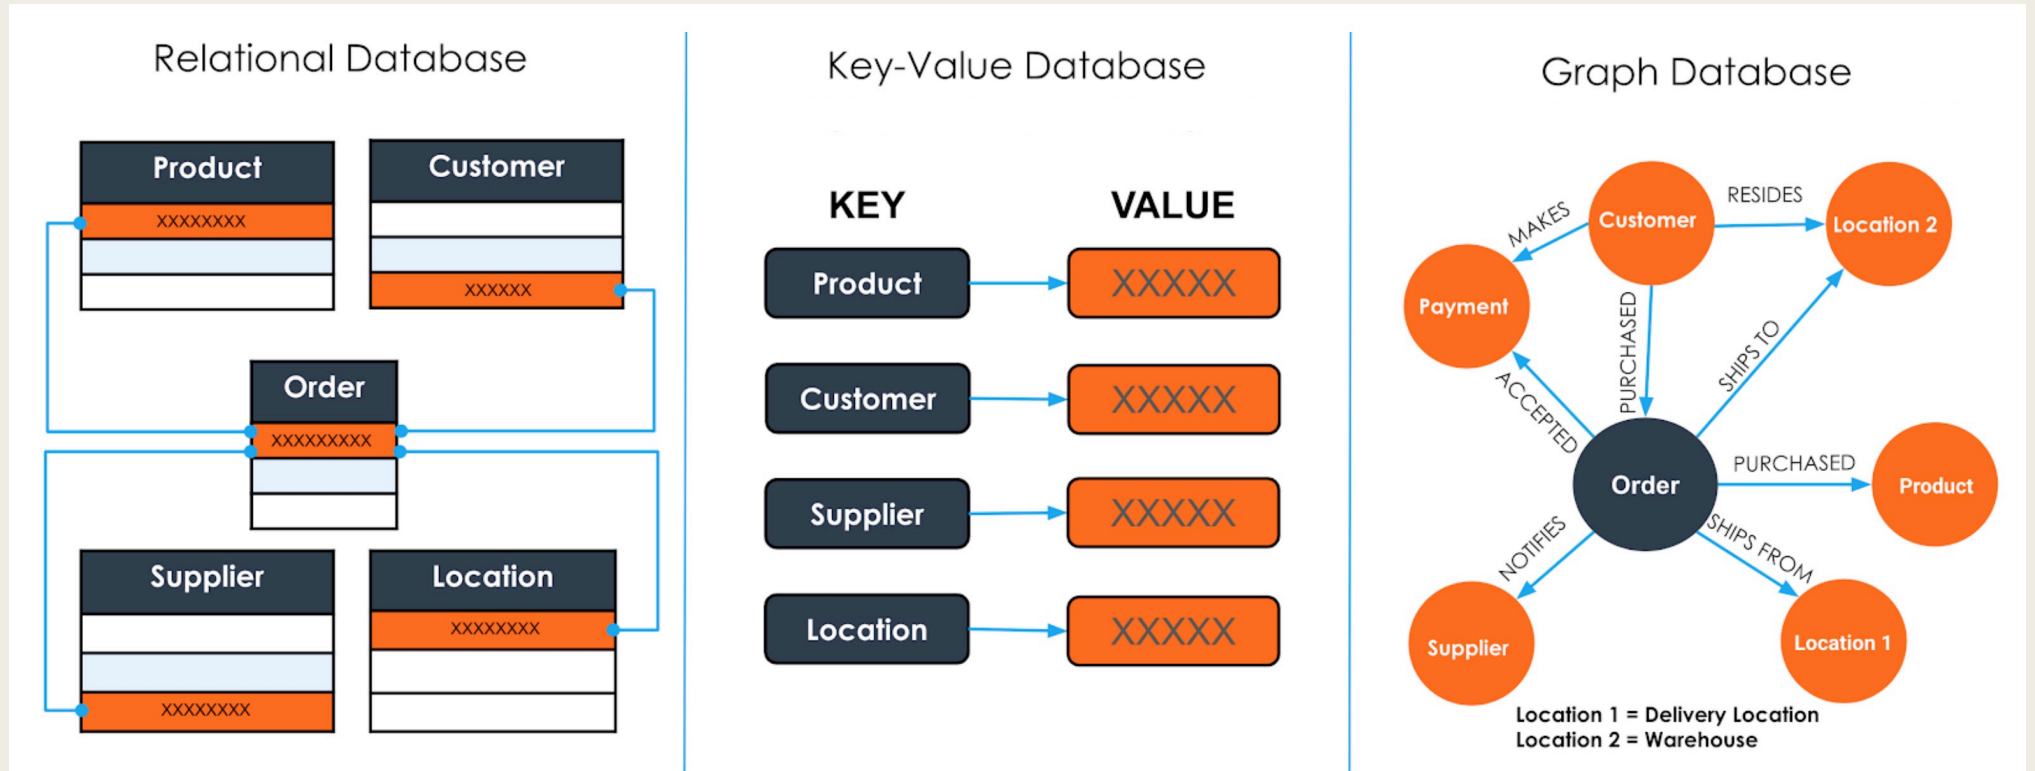 Relational Database
Product
XXXXXXXX
Customer
XXXXXX
Order
XXXXXXXXX
Supplier
XXXXXXXX
Location
XXXXXXXX
Key-Value Database
KEY VALUE
Product XXXXX
Customer XXXXX
Supplier XXXXX
Location XXXXX
Graph Database
Customer
RESIDES
Location 2
MAKES
Payment
PURCHASED
SHIPS TO
ACCEPTED
Order
PURCHASED
Product
NOTIFIES
SHIPS FROM
Supplier
Location 1
Location 1 = Delivery Location
Location 2 = Warehouse